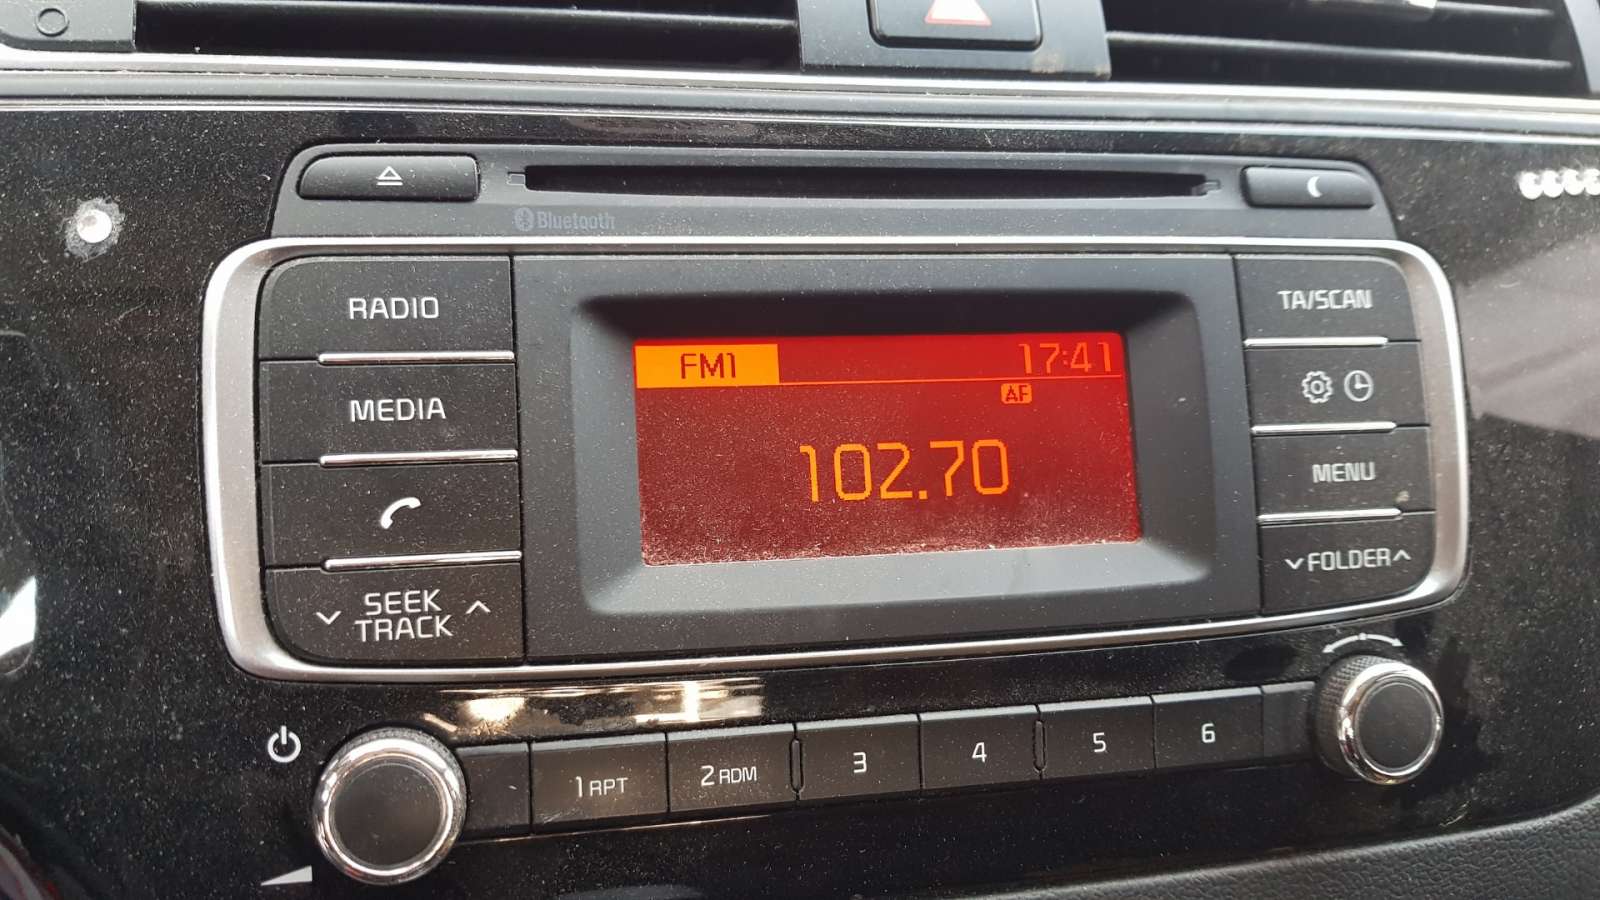 Bluetooth
RADIO
TA/SCAN
FM1 17:41
AF
MEDIA
102.70
MENU
FOLDER
SEEK
TRACK
1 RPT
2 RDM
3
4
5
6